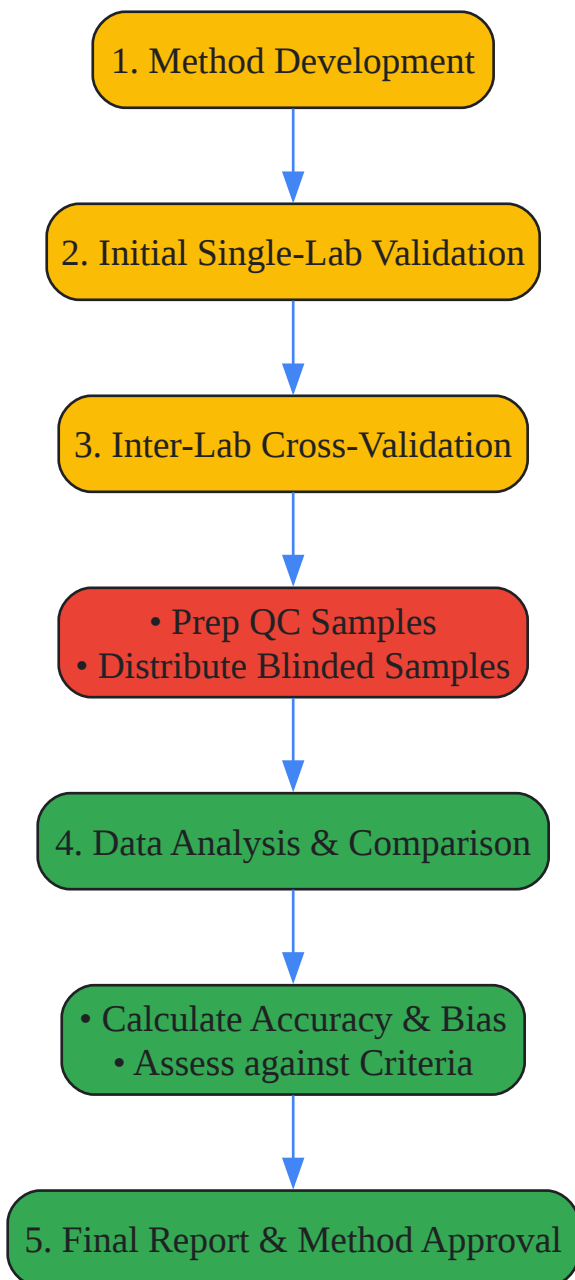 1. Method Development
2. Initial Single-Lab Validation
3. Inter-Lab Cross-Validation
• Prep QC Samples
• Distribute Blinded Samples
4. Data Analysis & Comparison
• Calculate Accuracy & Bias
• Assess against Criteria
5. Final Report & Method Approval